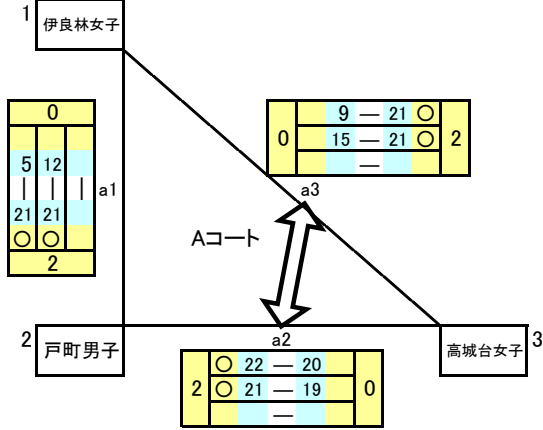 1
伊良林女子
0
5 12
| | |
21 21
○ ○
2
a1
0
9 — 21 ○
15 — 21 ○
—
2
a3
Aコート
2
戸町男子
高城台女子
3
a2
2
○ 22 — 20
○ 21 — 19
—
0